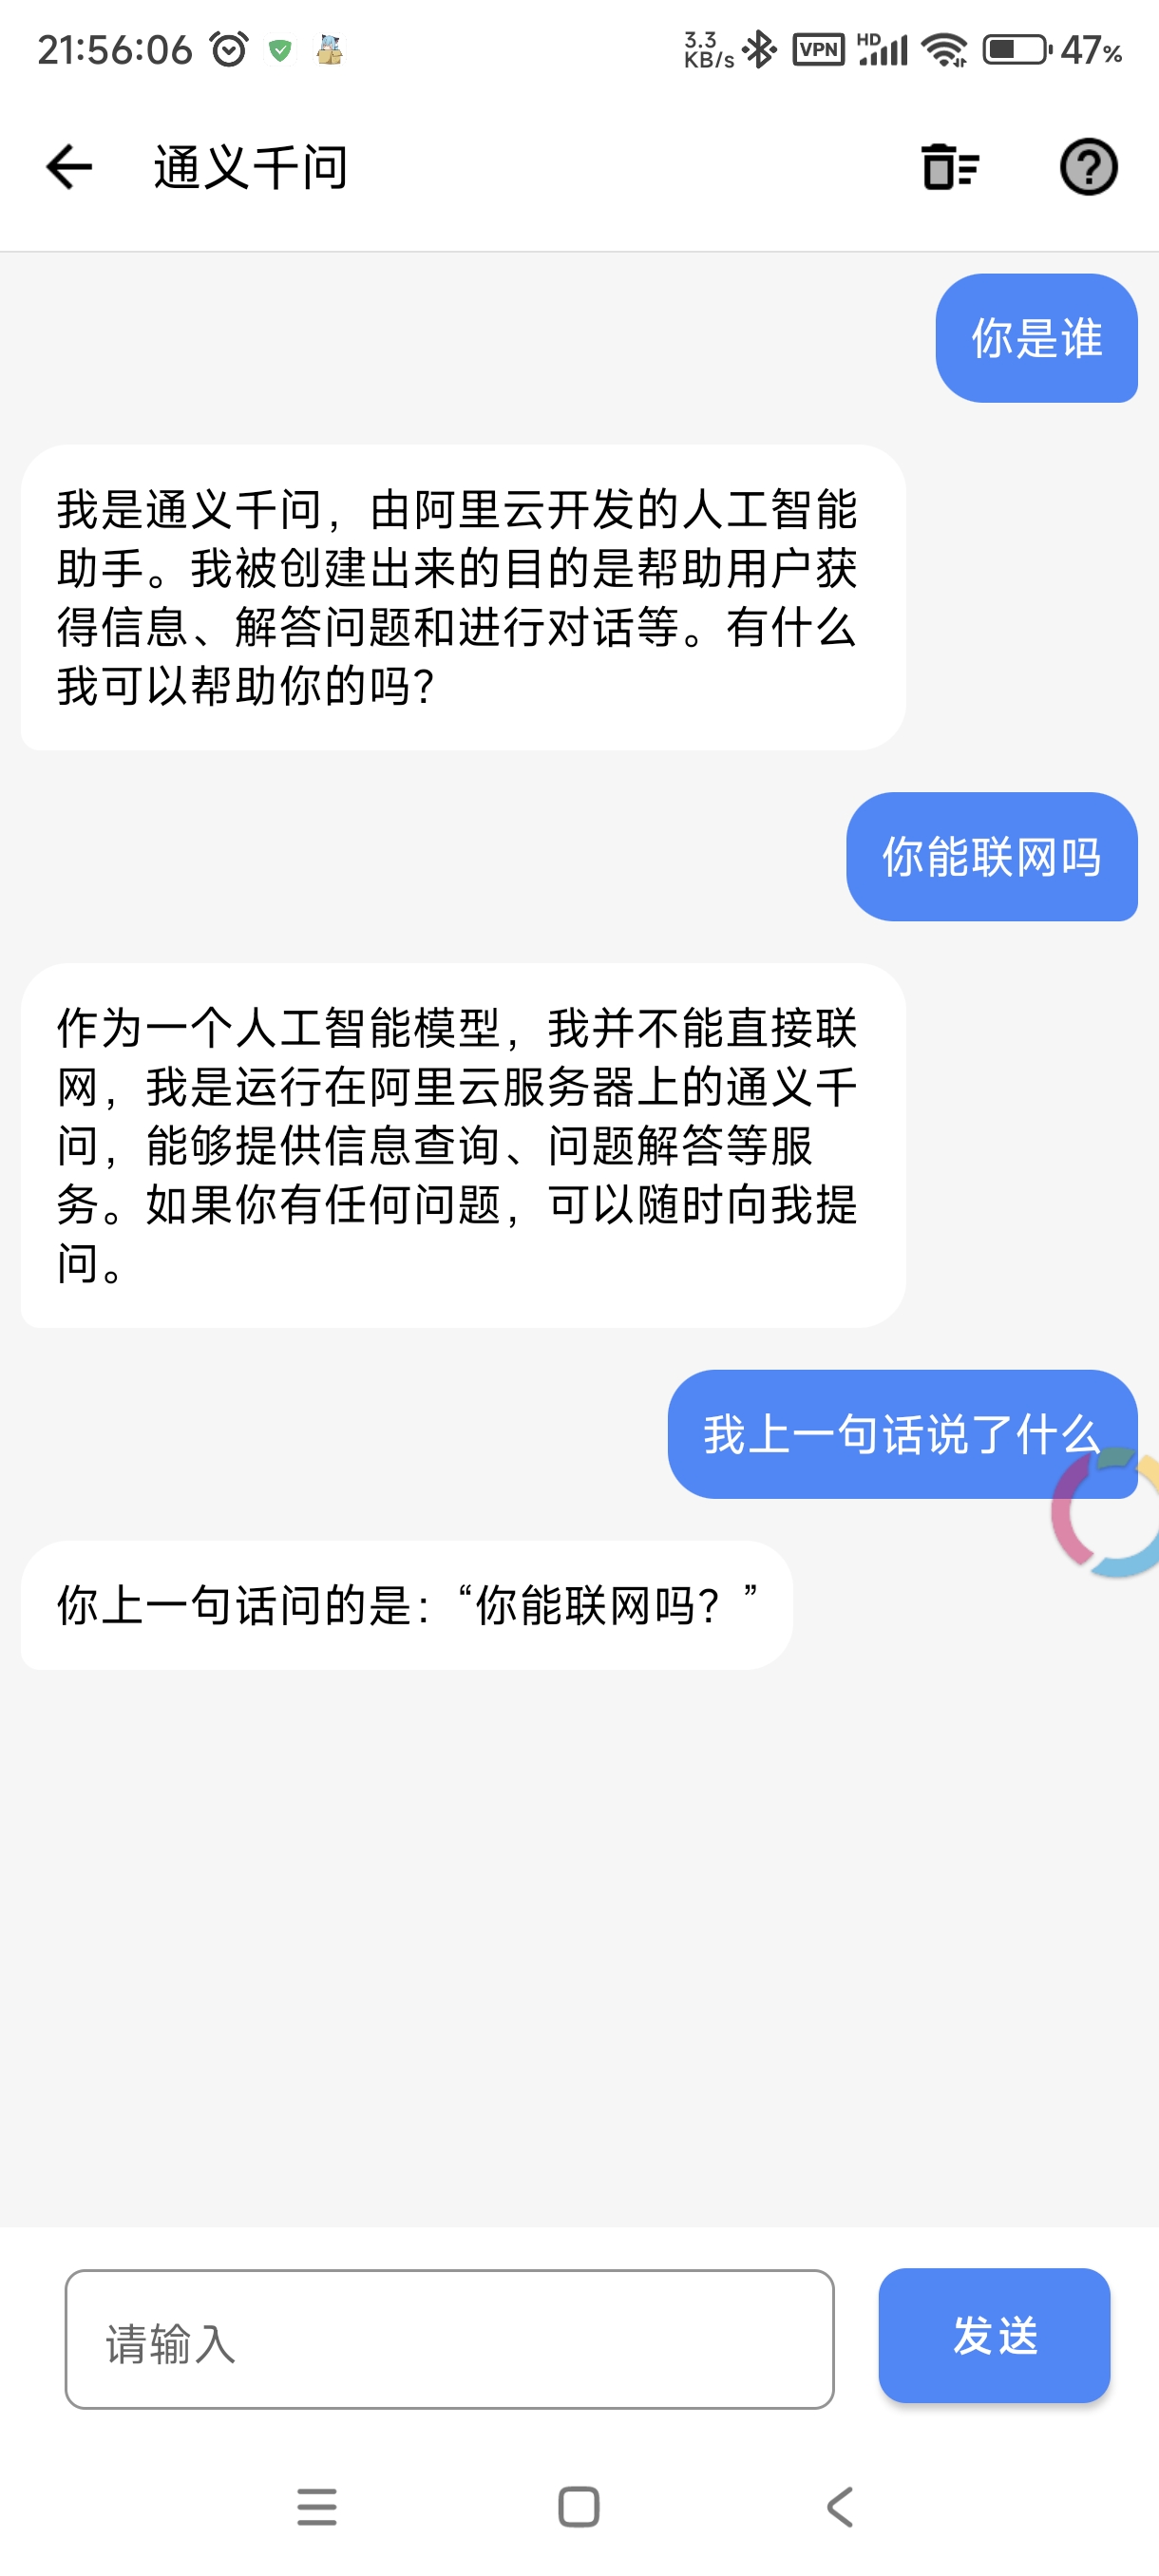 21:56:06 3.3 KB/s VPN HD 47%
通义千问
你是谁
我是通义千问，由阿里云开发的人工智能
助手。我被创建出来的目的是帮助用户获
得信息、解答问题和进行对话等。有什么
我可以帮助你的吗？
你能联网吗
作为一个人工智能模型，我并不能直接联
网，我是运行在阿里云服务器上的通义千
问，能够提供信息查询、问题解答等服
务。如果你有任何问题，可以随时向我提
问。
我上一句话说了什么
你上一句话问的是：“你能联网吗？”
请输入
发送